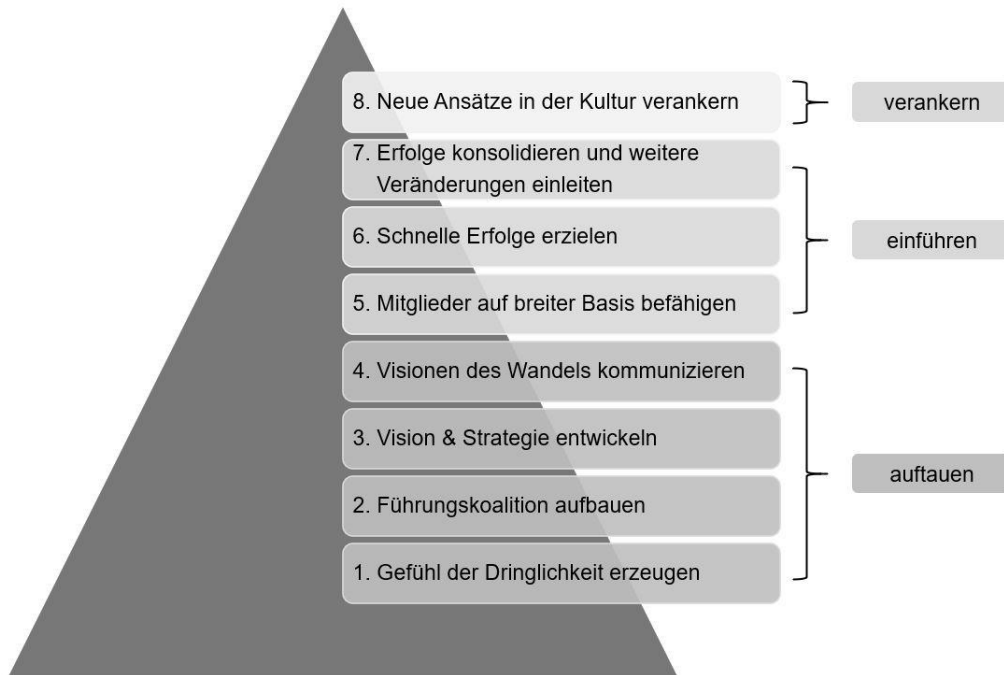 8. Neue Ansätze in der Kultur verankern
verankern
7. Erfolge konsolidieren und weitere
Veränderungen einleiten
6. Schnelle Erfolge erzielen
einführen
5. Mitglieder auf breiter Basis befähigen
4. Visionen des Wandels kommunizieren
3. Vision & Strategie entwickeln
auftauen
2. Führungskoalition aufbauen
1. Gefühl der Dringlichkeit erzeugen